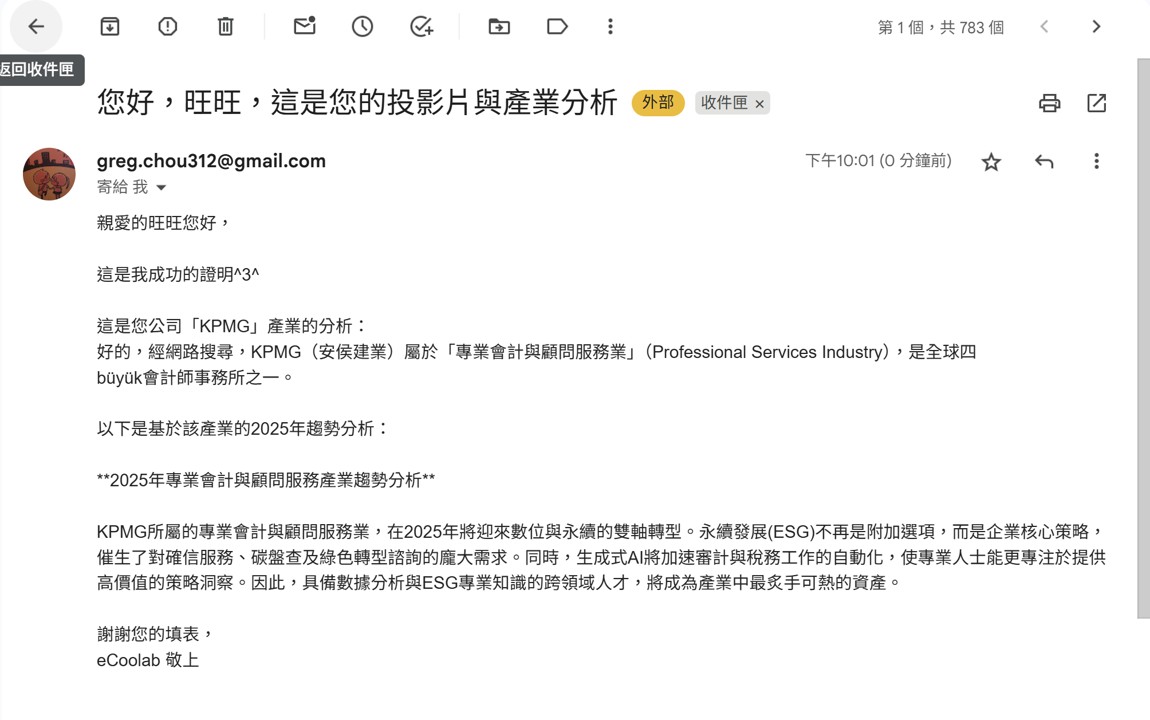 第 1 個，共 783 個
返回收件匣
您好，旺旺，這是您的投影片與產業分析 外部 收件匣 ×
greg.chou312@gmail.com 下午10:01 (0 分鐘前)
寄給 我
親愛的旺旺您好，
這是我成功的證明^3^
這是您公司「KPMG」產業的分析：
好的，經網路搜尋，KPMG（安侯建業）屬於「專業會計與顧問服務業」（Professional Services Industry），是全球四
büyük會計師事務所之一。
以下是基於該產業的2025年趨勢分析：
**2025年專業會計與顧問服務產業趨勢分析**
KPMG所屬的專業會計與顧問服務業，在2025年將迎來數位與永續的雙軸轉型。永續發展(ESG)不再是附加選項，而是企業核心策略，
催生了對確信服務、碳盤查及綠色轉型諮詢的龐大需求。同時，生成式AI將加速審計與稅務工作的自動化，使專業人士能更專注於提供
高價值的策略洞察。因此，具備數據分析與ESG專業知識的跨領域人才，將成為產業中最炙手可熱的資產。
謝謝您的填表，
eCoolab 敬上